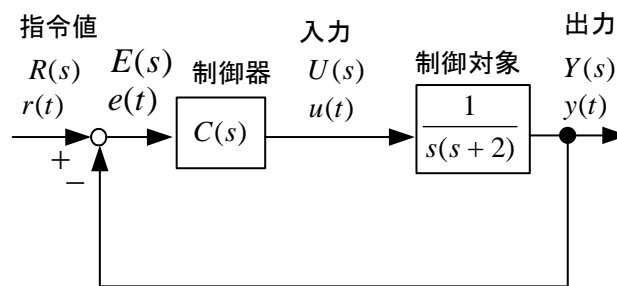 指令値
R(s)
r(t)
+
−
E(s)
e(t)
制御器
C(s)
入力
U(s)
u(t)
制御対象
1
s(s + 2)
出力
Y(s)
y(t)